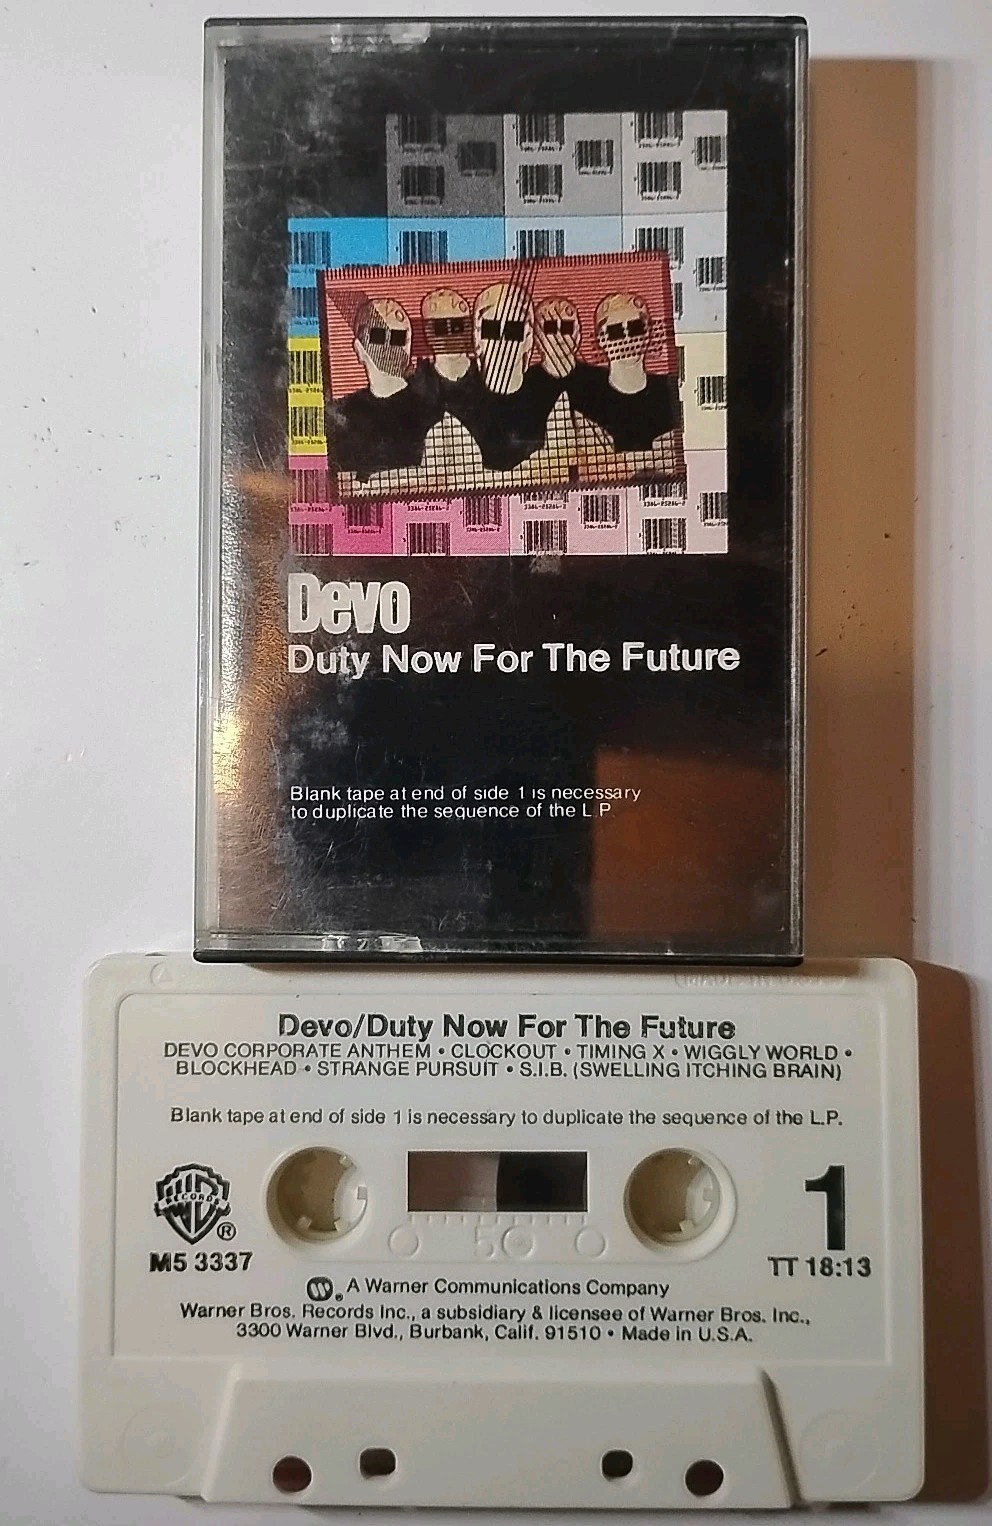 Devo
Duty Now For The Future
Blank tape at end of side 1 is necessary
to duplicate the sequence of the L.P.
Devo/Duty Now For The Future
DEVO CORPORATE ANTHEM • CLOCKOUT • TIMING X • WIGGLY WORLD •
BLOCKHEAD • STRANGE PURSUIT • S.I.B. (SWELLING ITCHING BRAIN)
Blank tape at end of side 1 is necessary to duplicate the sequence of the L.P.
WB RECORDS ®
1
50
M5 3337
TT 18:13
A Warner Communications Company
Warner Bros. Records Inc., a subsidiary & licensee of Warner Bros. Inc.,
3300 Warner Blvd., Burbank, Calif. 91510 • Made in U.S.A.